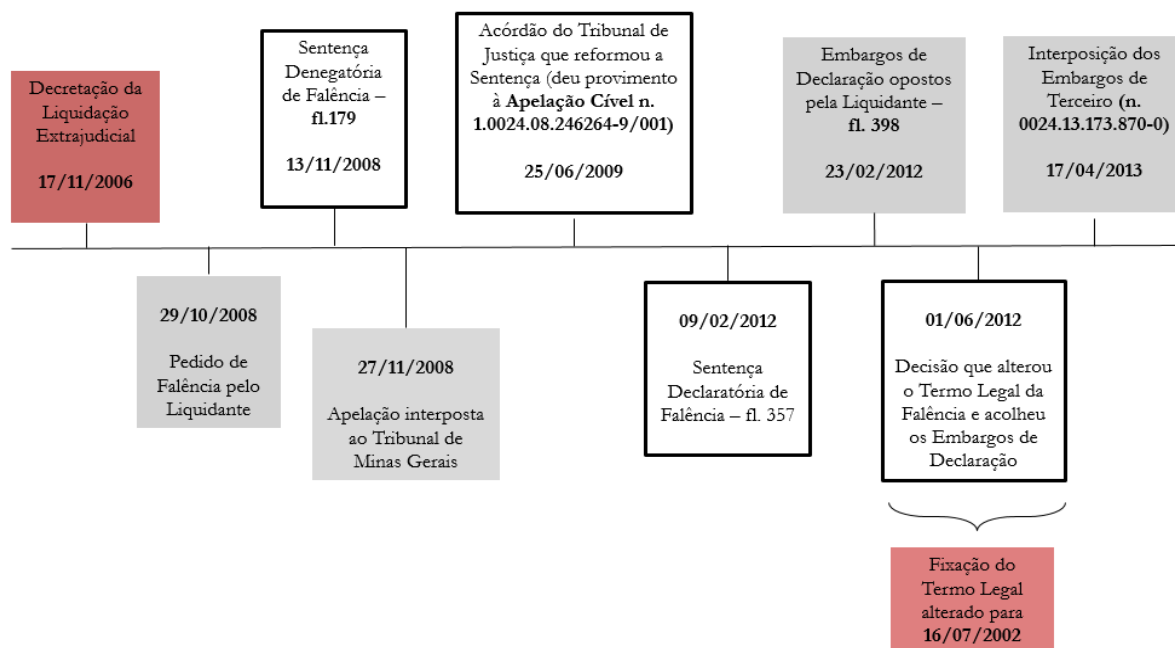 Decretação da
Liquidação
Extrajudicial
17/11/2006
Sentença
Denegatória
de Falência –
fl.179
13/11/2008
Acórdão do Tribunal de
Justiça que reformou a
Sentença (deu provimento
à Apelação Cível n.
1.0024.08.246264-9/001)
25/06/2009
Embargos de
Declaração opostos
pela Liquidante –
fl. 398
23/02/2012
Interposição dos
Embargos de
Terceiro (n.
0024.13.173.870-0)
17/04/2013
29/10/2008
Pedido de
Falência pelo
Liquidante
27/11/2008
Apelação interposta
ao Tribunal de
Minas Gerais
09/02/2012
Sentença
Declaratória de
Falência – fl. 357
01/06/2012
Decisão que alterou
o Termo Legal da
Falência e acolheu
os Embargos de
Declaração
Fixação do
Termo Legal
alterado para
16/07/2002